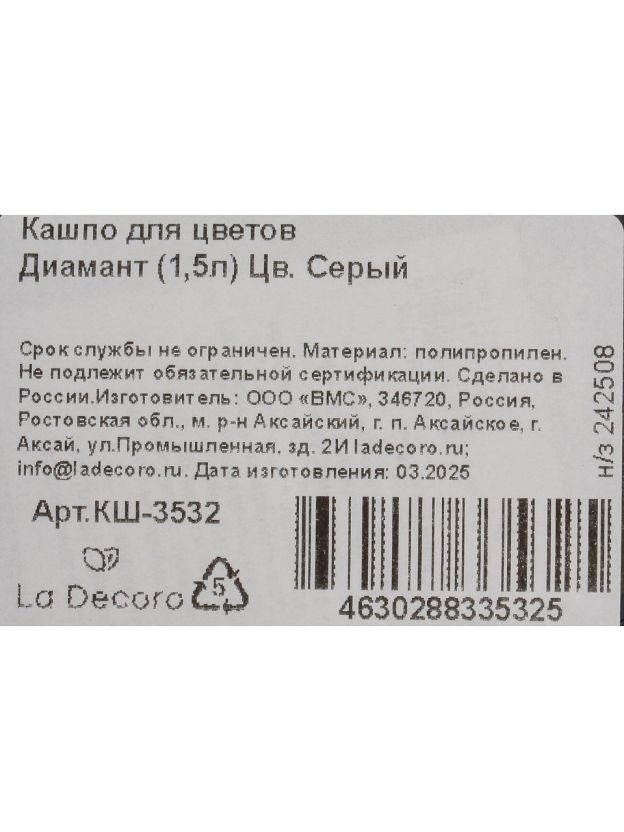 Кашпо для цветов
Диамант (1,5л) Цв. Серый
Срок службы не ограничен. Материал: полипропилен.
Не подлежит обязательной сертификации. Сделано в
России.Изготовитель: ООО «ВМС», 346720, Россия,
Ростовская обл., м. р-н Аксайский, г. п. Аксайское, г.
Аксай, ул.Промышленная, зд. 2И ladecoro.ru;
info@ladecoro.ru. Дата изготовления: 03.2025
н/з 242508
Арт.КШ-3532
La Decoro
5
4630288335325